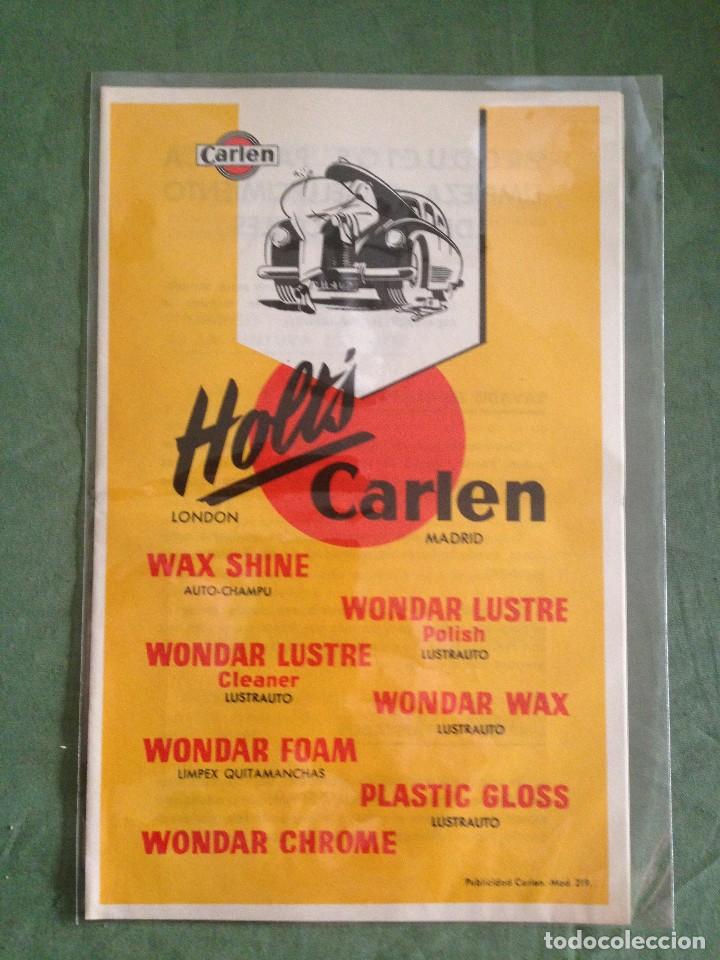 Carlen
Holts
LONDON
Carlen
MADRID
WAX SHINE
AUTO-CHAMPU
WONDAR LUSTRE
Polish
LUSTRAUTO
WONDAR LUSTRE
Cleaner
LUSTRAUTO
WONDAR WAX
LUSTRAUTO
WONDAR FOAM
LIMPEX QUITAMANCHAS
PLASTIC GLOSS
LUSTRAUTO
WONDAR CHROME
Publicidad Carlen.-Mod. 219.
todocoleccion.net